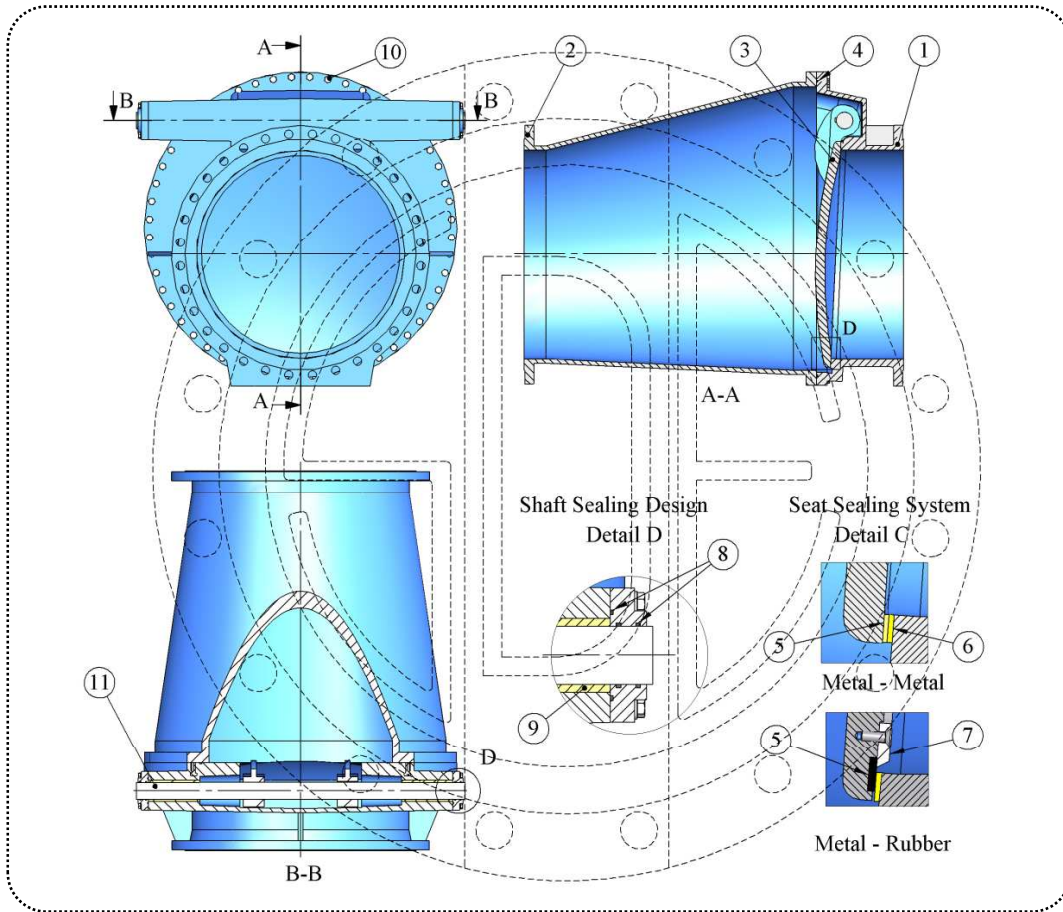 A
10
B
B
A
2
3
4
1
D
A-A
11
D
B-B
Shaft Sealing Design
Detail D
8
9
Seat Sealing System
Detail C
5
6
Metal - Metal
5
7
Metal - Rubber